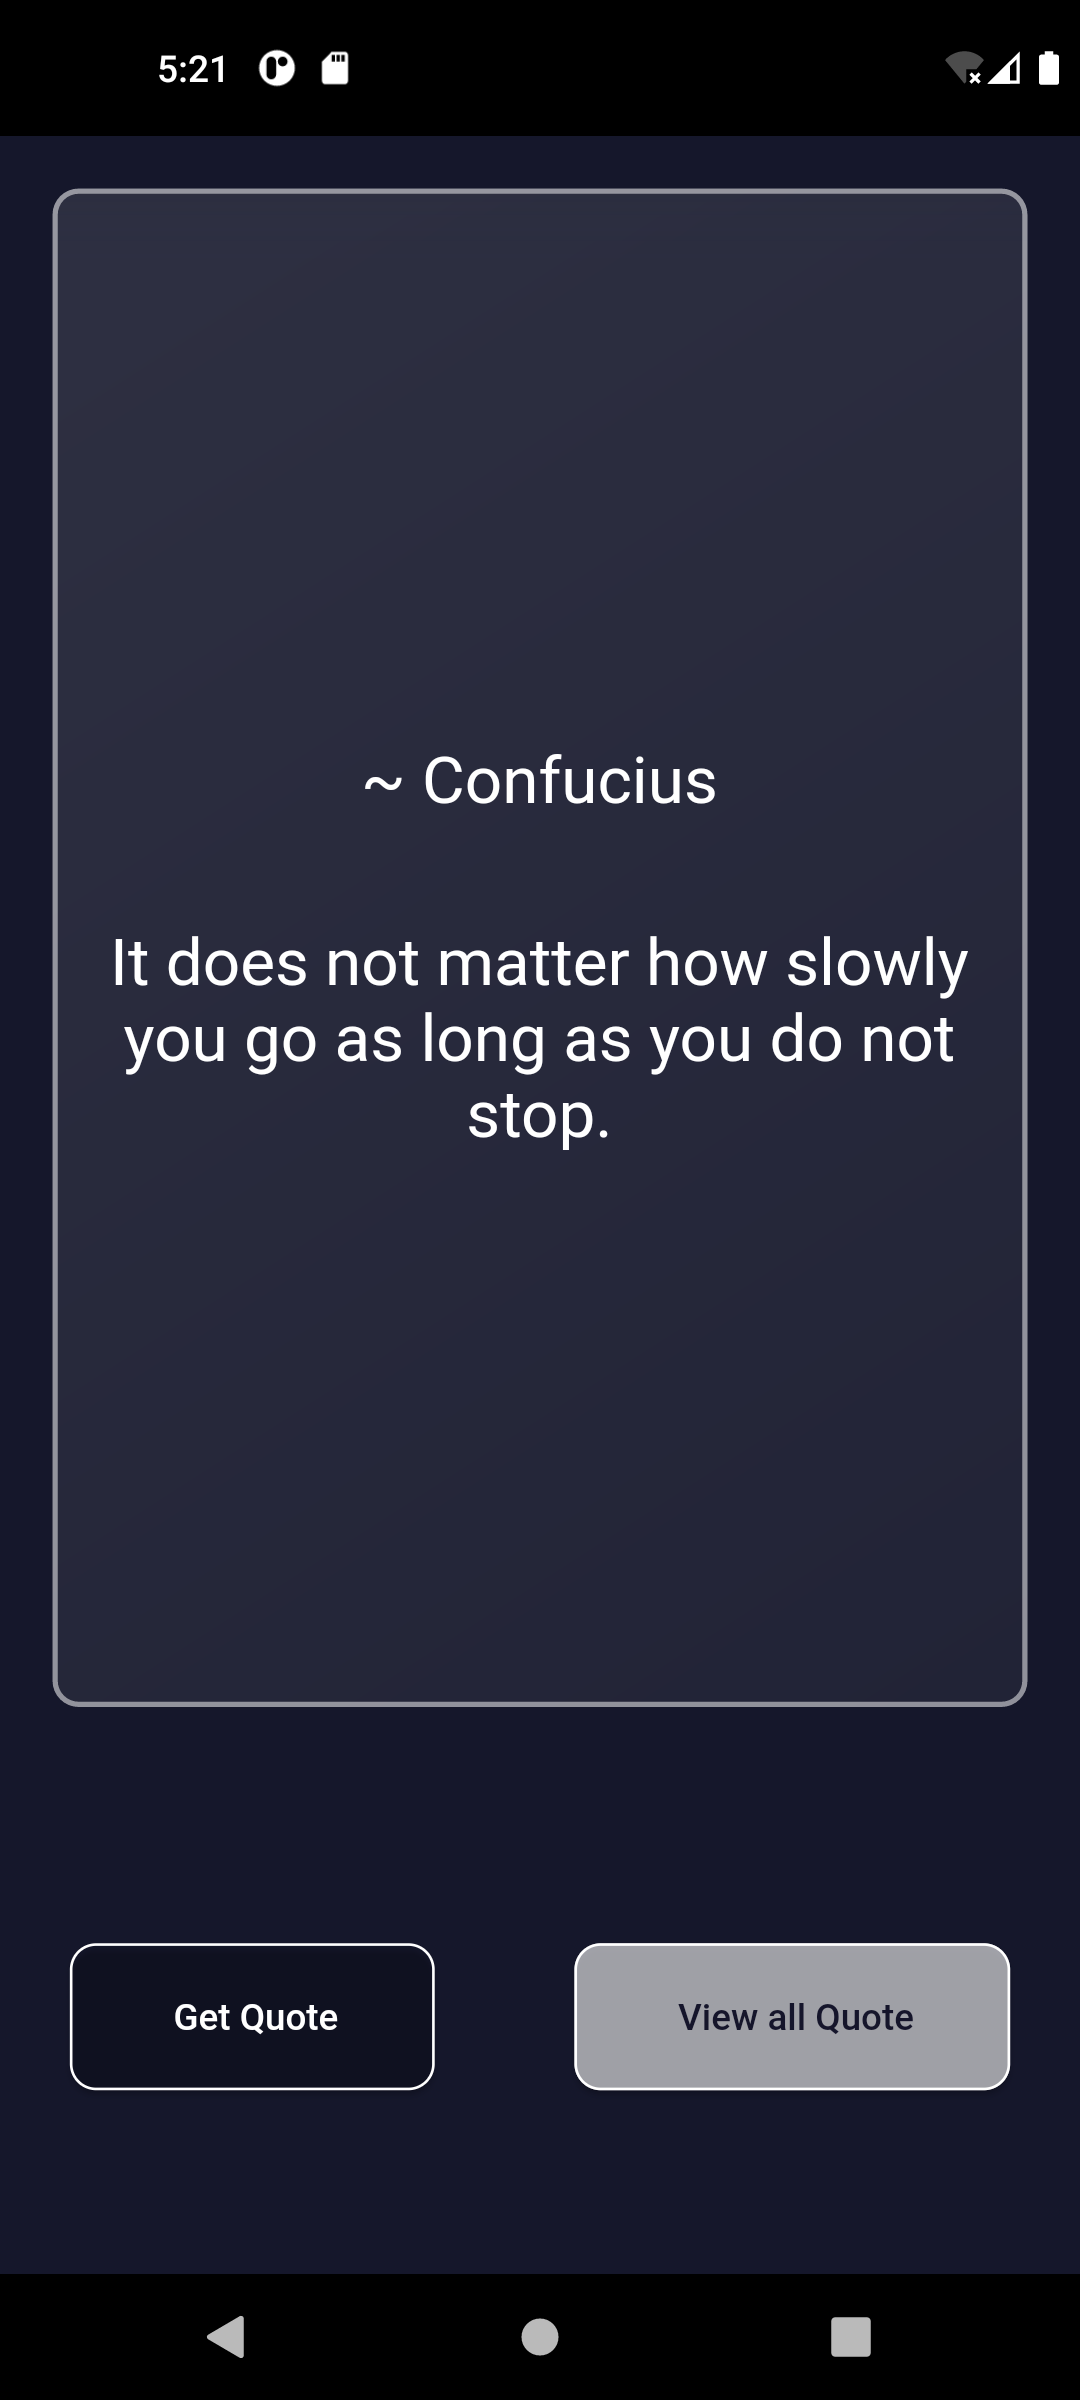 5:21
~ Confucius
It does not matter how slowly
you go as long as you do not
stop.
Get Quote
View all Quote